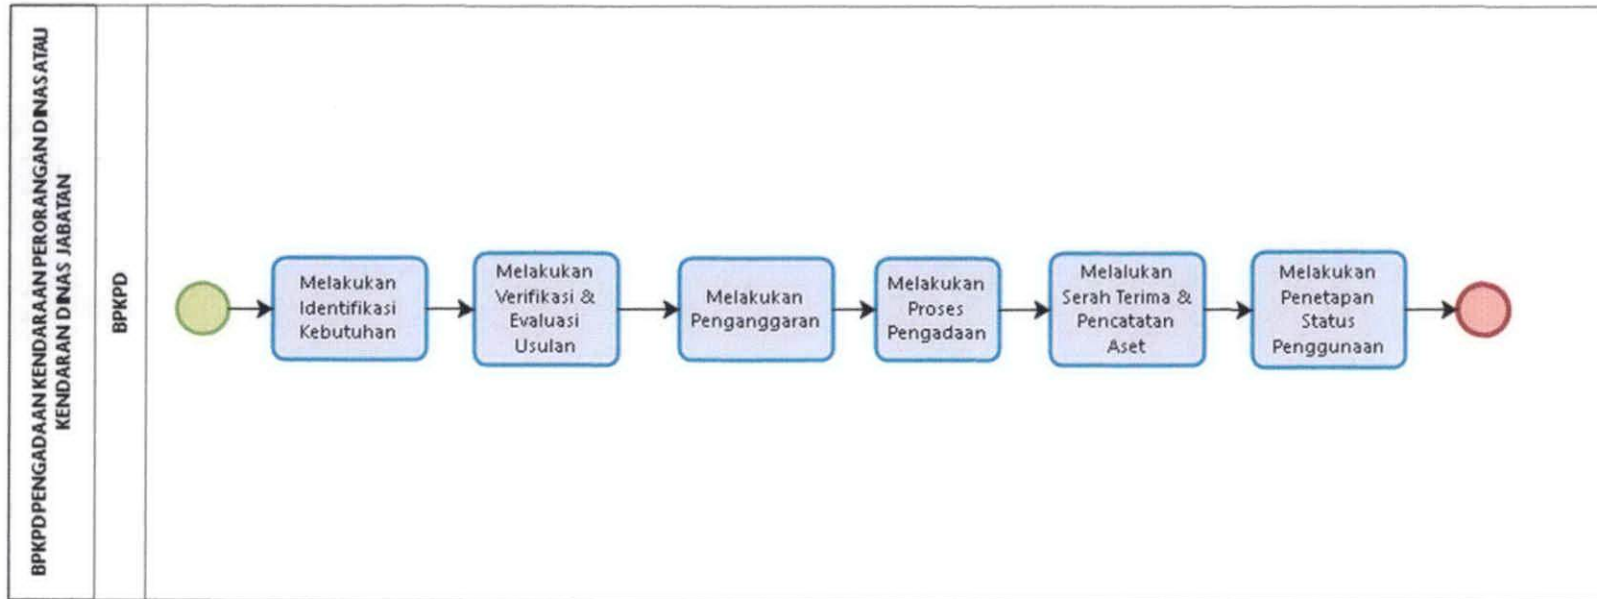 BPKPD PENGADAAN KENDARAAN PERORANGAN DINAS ATAU
KENDARAN DINAS JABATAN
BPKPD
Melakukan
Identifikasi
Kebutuhan
Melakukan
Verifikasi &
Evaluasi
Usulan
Melakukan
Penganggaran
Melakukan
Proses
Pengadaan
Melalukan
Serah Terima &
Pencatatan
Aset
Melakukan
Penetapan
Status
Penggunaan